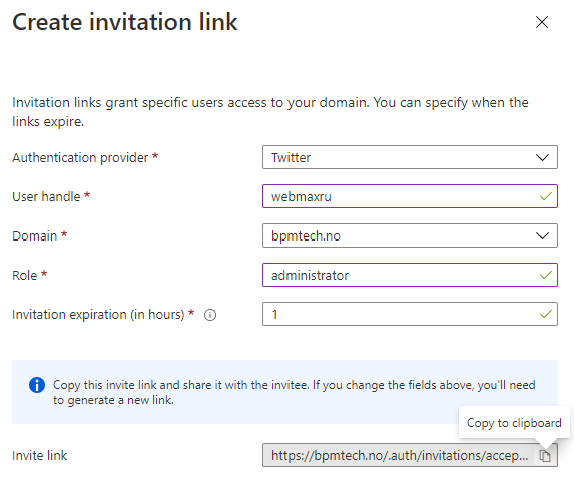 Create invitation link
Invitation links grant specific users access to your domain. You can specify when the
links expire.
Authentication provider *
Twitter
User handle *
webmaxru
Domain *
bpmtech.no
Role *
administrator
Invitation expiration (in hours) *
1
Copy this invite link and share it with the invitee. If you change the fields above, you'll need
to generate a new link.
Copy to clipboard
Invite link
https://bpmtech.no/.auth/invitations/accep...